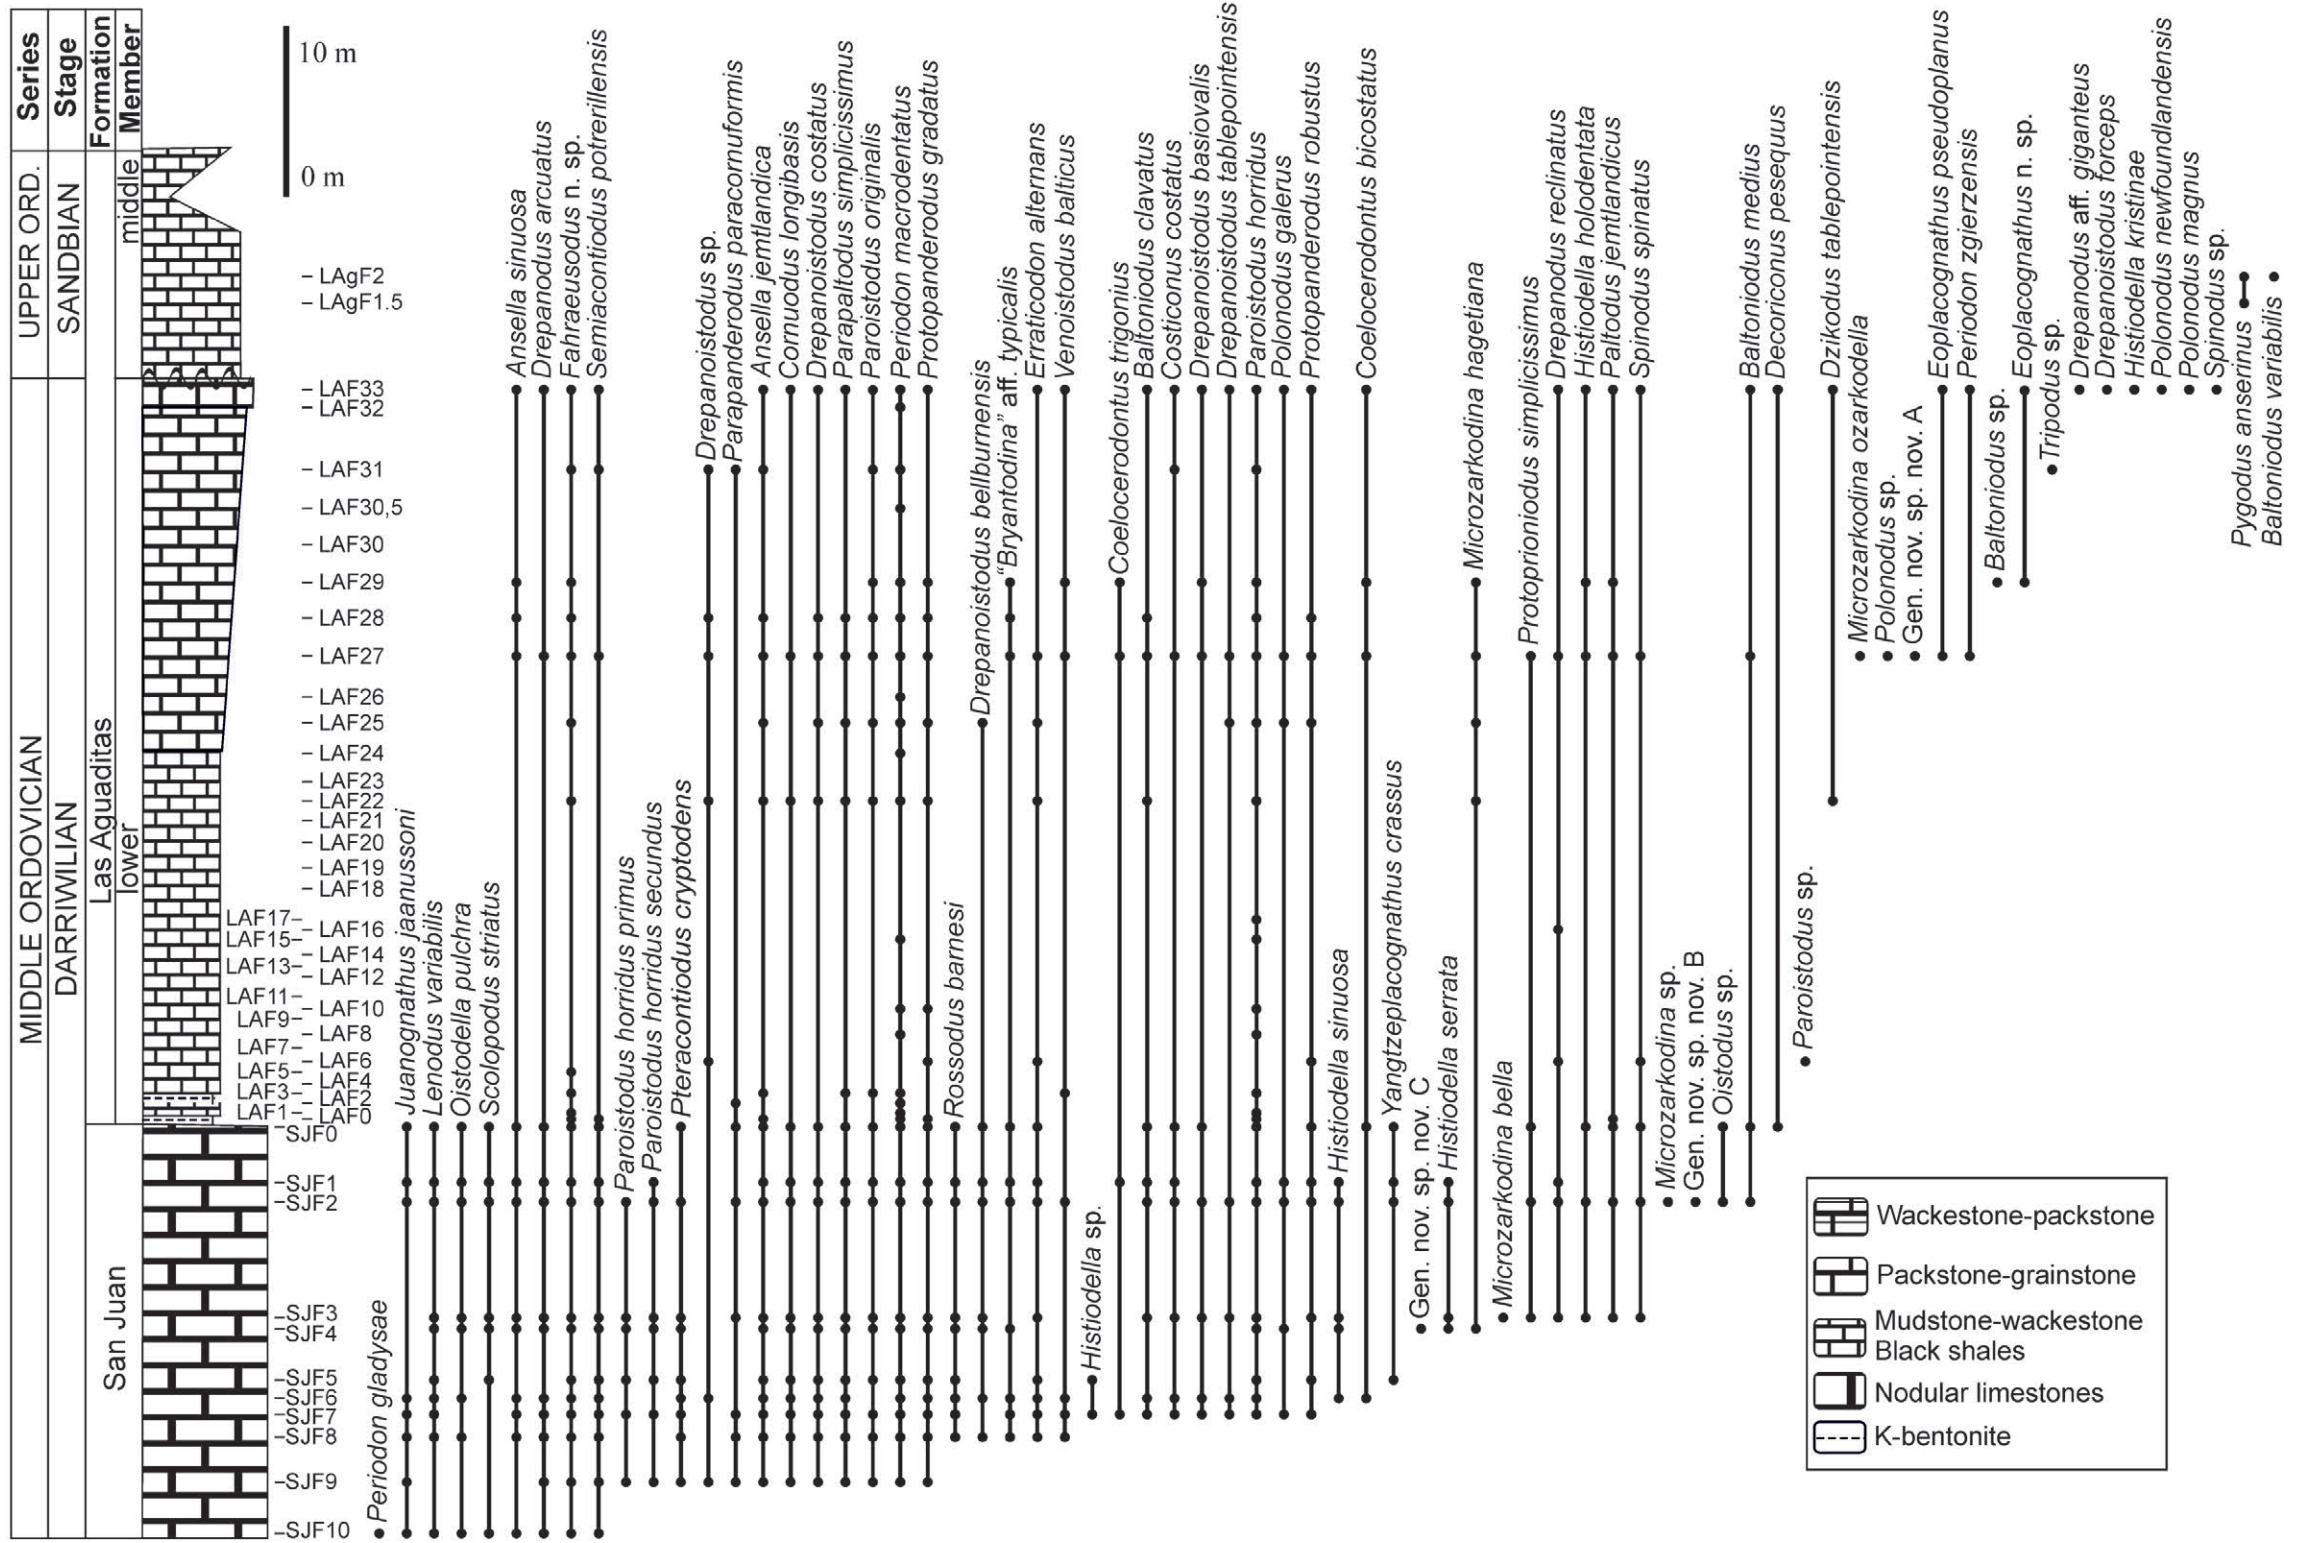 Series
Stage
Formation
Member
10 m
0 m
UPPER ORD.
SANDBIAN
middle
MIDDLE ORDOVICIAN
DARRIWILIAN
Las Aguaditas
lower
San Juan
LAgF2
LAgF1.5
LAF33
LAF32
LAF31
LAF30,5
LAF30
LAF29
LAF28
LAF27
LAF26
LAF25
LAF24
LAF23
LAF22
LAF21
LAF20
LAF19
LAF18
LAF17
LAF16
LAF15
LAF14
LAF13
LAF12
LAF11
LAF10
LAF9
LAF8
LAF7
LAF6
LAF5
LAF4
LAF3
LAF2
LAF1
LAF0
SJF0
SJF1
SJF2
SJF3
SJF4
SJF5
SJF6
SJF7
SJF8
SJF9
SJF10
Periodon gladysae
Juanognathus jaanussoni
Lenodus variabilis
Oistodella pulchra
Scolopodus striatus
Ansella sinuosa
Drepanodus arcuatus
Fahraeusodus n. sp.
Semiacontiodus potrerillensis
Paroistodus horridus primus
Paroistodus horridus secundus
Pteracontiodus cryptodens
Drepanoistodus sp.
Parapanderodus paracornuformis
Ansella jemtlandica
Cornuodus longibasis
Drepanoistodus costatus
Parapaltodus simplicissimus
Paroistodus originalis
Periodon macrodentatus
Protopanderodus gradatus
Rossodus barnesi
Drepanoistodus bellburnensis
“Bryantodina” aff. typicalis
Erraticodon alternans
Venoistodus balticus
Histiodella sp.
Coelocerodontus trigonius
Baltoniodus clavatus
Costiconus costatus
Drepanoistodus basiovalis
Drepanoistodus tablepointensis
Paroistodus horridus
Polonodus galerus
Protopanderodus robustus
Histiodella sinuosa
Coelocerodontus bicostatus
Yangtzeplacognathus crassus
Gen. nov. sp. nov. C
Histiodella serrata
Microzarkodina hagetiana
Microzarkodina bella
Protoprioniodus simplicissimus
Drepanodus reclinatus
Histiodella holodentata
Paltodus jemtlandicus
Spinodus spinatus
Microzarkodina sp.
Gen. nov. sp. nov. B
Oistodus sp.
Baltoniodus medius
Decoriconus pesequus
Paroistodus sp.
Dzikodus tablepointensis
Microzarkodina ozarkodella
Polonodus sp.
Gen. nov. sp. nov. A
Eoplacognathus pseudoplanus
Periodon zgierzensis
Baltoniodus sp.
Eoplacognathus n. sp.
Tripodus sp.
Drepanodus aff. giganteus
Drepanoistodus forceps
Histiodella kristinae
Polonodus newfoundlandensis
Polonodus magnus
Spinodus sp.
Pygodus anserinus
Baltoniodus variabilis
Wackestone-packstone
Packstone-grainstone
Mudstone-wackestone
Black shales
Nodular limestones
K-bentonite